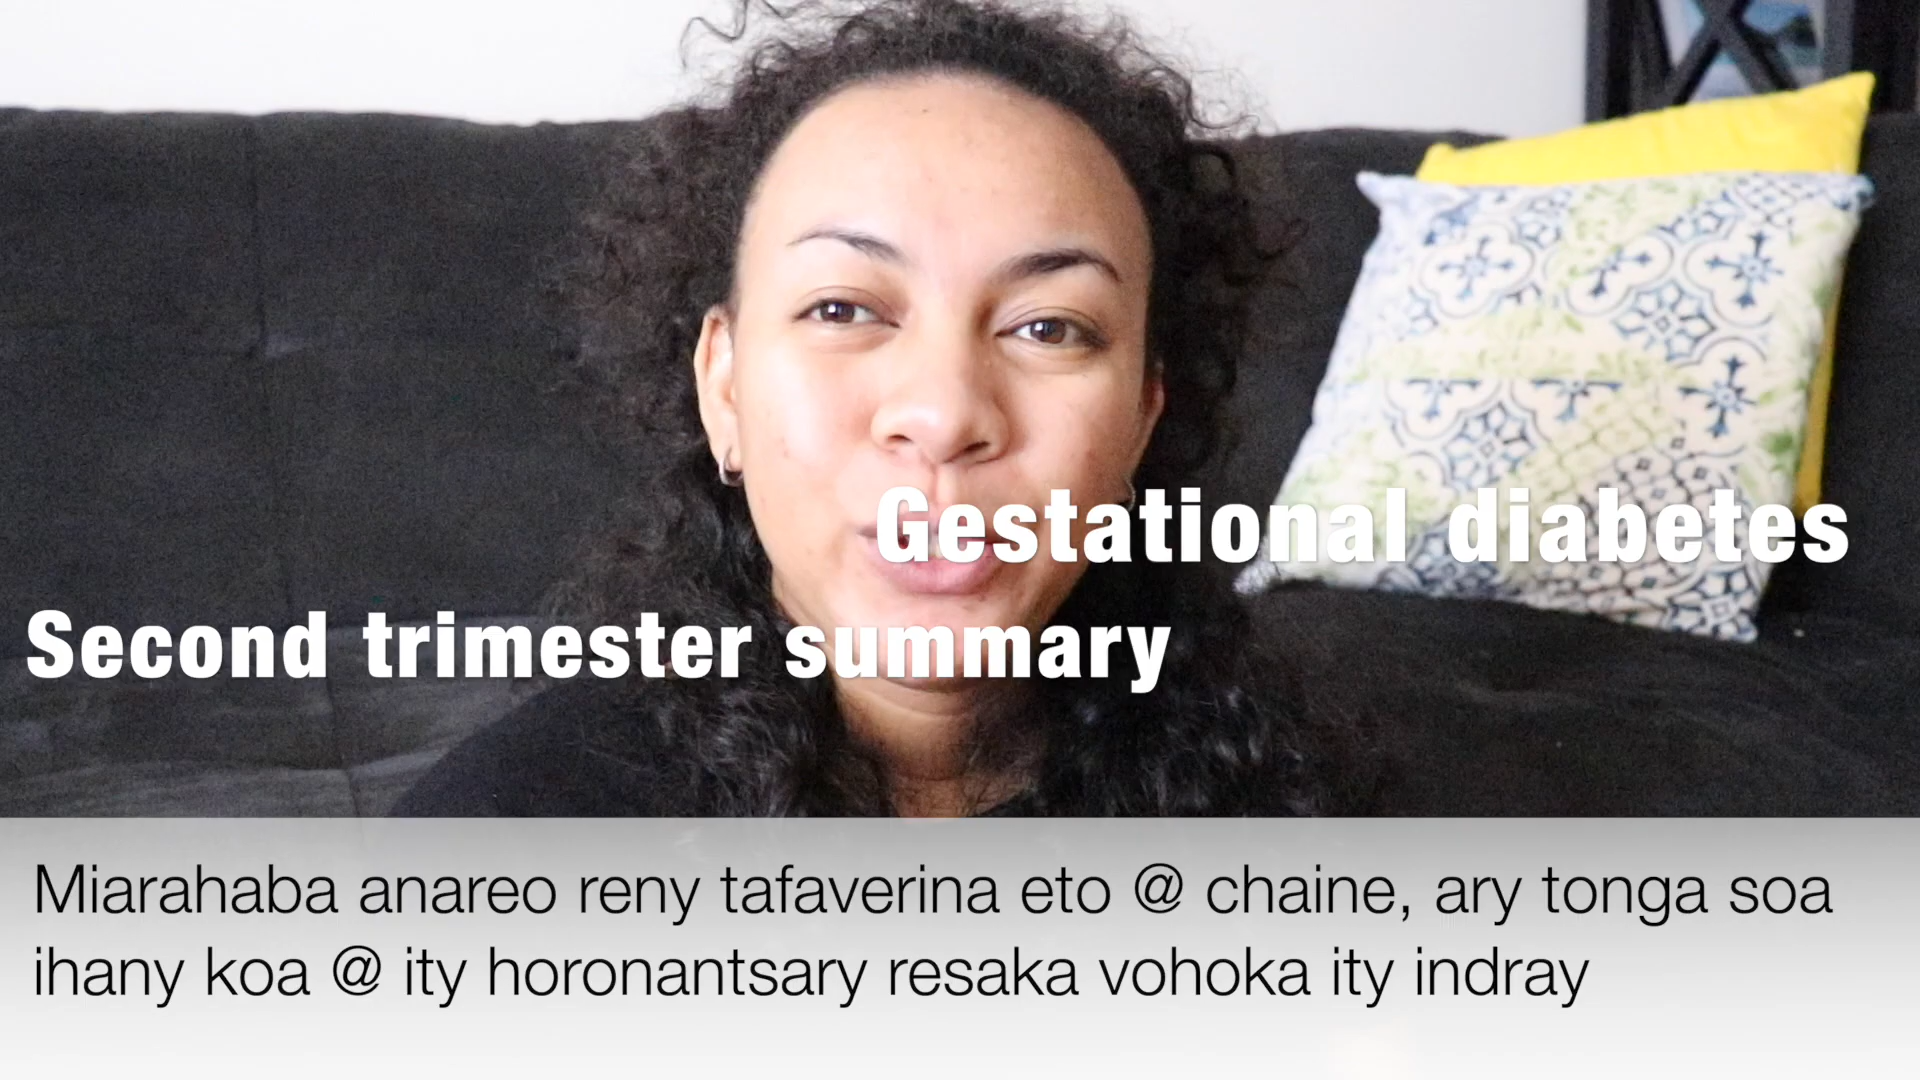 Gestational diabetes
Second trimester summary
Miarahaba anareo reny tafaverina eto @ chaine, ary tonga soa
ihany koa @ ity horonantsary resaka vohoka ity indray